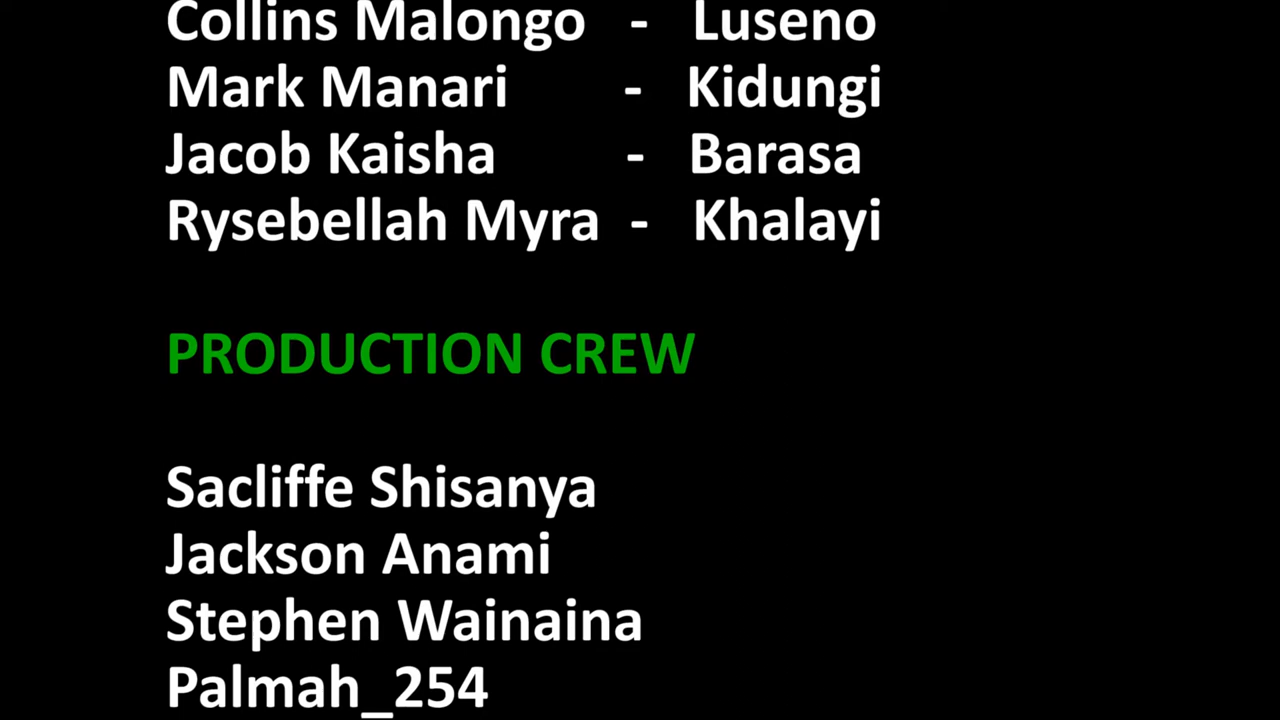 Collins Malongo - Luseno
Mark Manari - Kidungi
Jacob Kaisha - Barasa
Rysebellah Myra - Khalayi
PRODUCTION CREW
Sacliffe Shisanya
Jackson Anami
Stephen Wainaina
Palmah_254